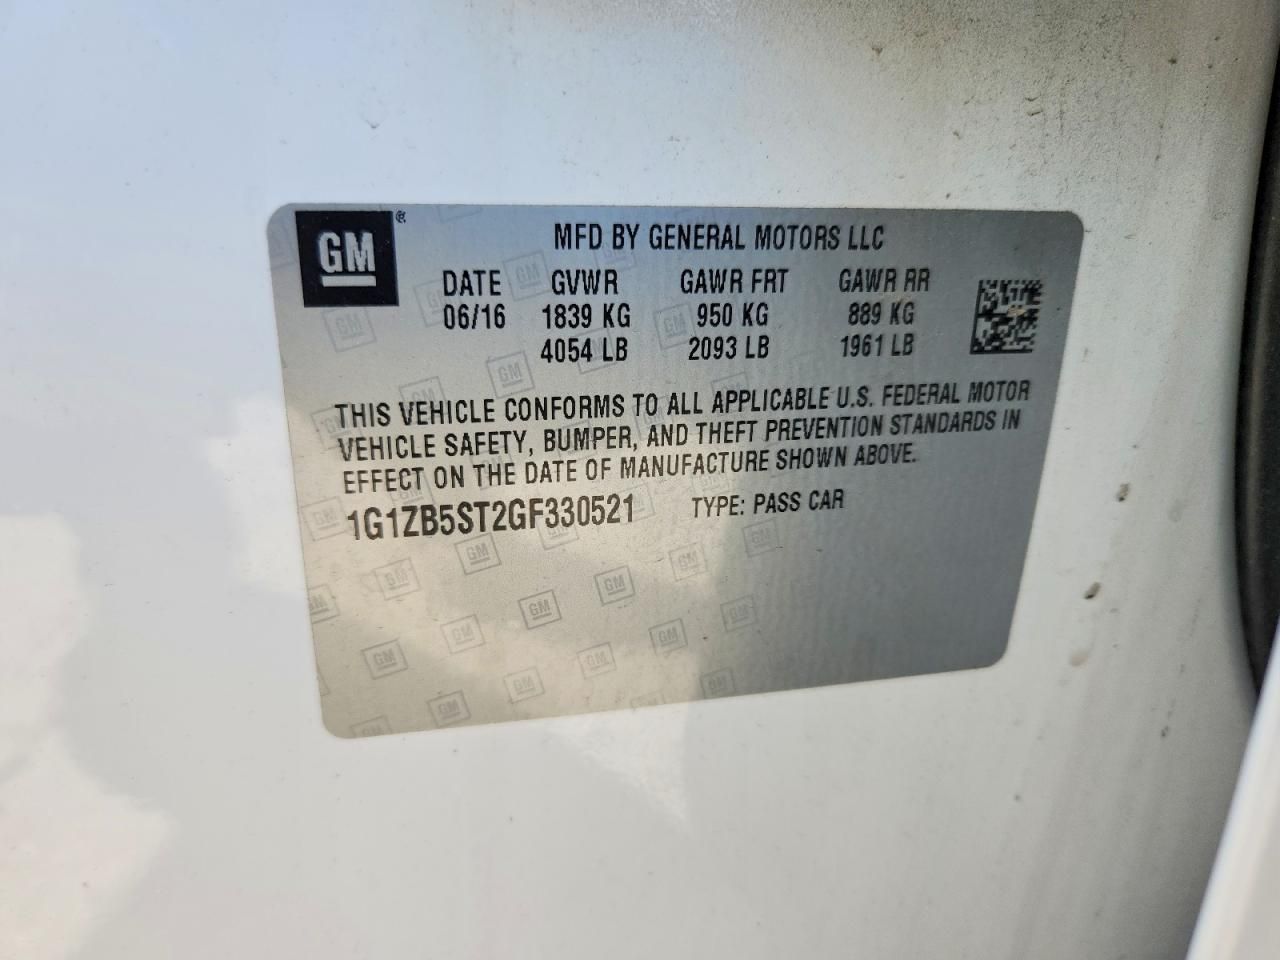 GM
MFD BY GENERAL MOTORS LLC
DATE GVWR GAWR FRT GAWR RR
06/16 1839 KG 950 KG 889 KG
4054 LB 2093 LB 1961 LB
THIS VEHICLE CONFORMS TO ALL APPLICABLE U.S. FEDERAL MOTOR
VEHICLE SAFETY, BUMPER, AND THEFT PREVENTION STANDARDS IN
EFFECT ON THE DATE OF MANUFACTURE SHOWN ABOVE.
1G1ZB5ST2GF330521 TYPE: PASS CAR